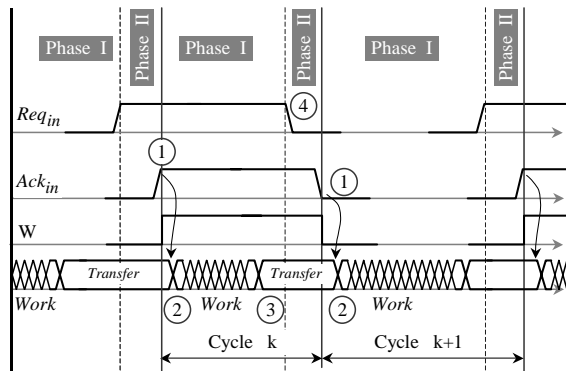 Phase I Phase II Phase I Phase II Phase I Phase II
Req_in 4
1
Ack_in 1
W
Transfer Transfer
Work 2 Work 3 2 Work
Cycle k Cycle k+1